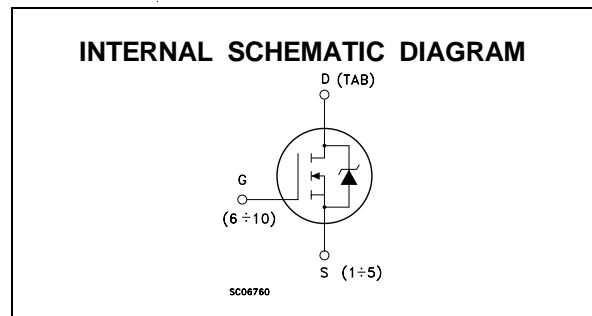 INTERNAL SCHEMATIC DIAGRAM
D (TAB)
G
(6÷10)
S (1÷5)
SC06760